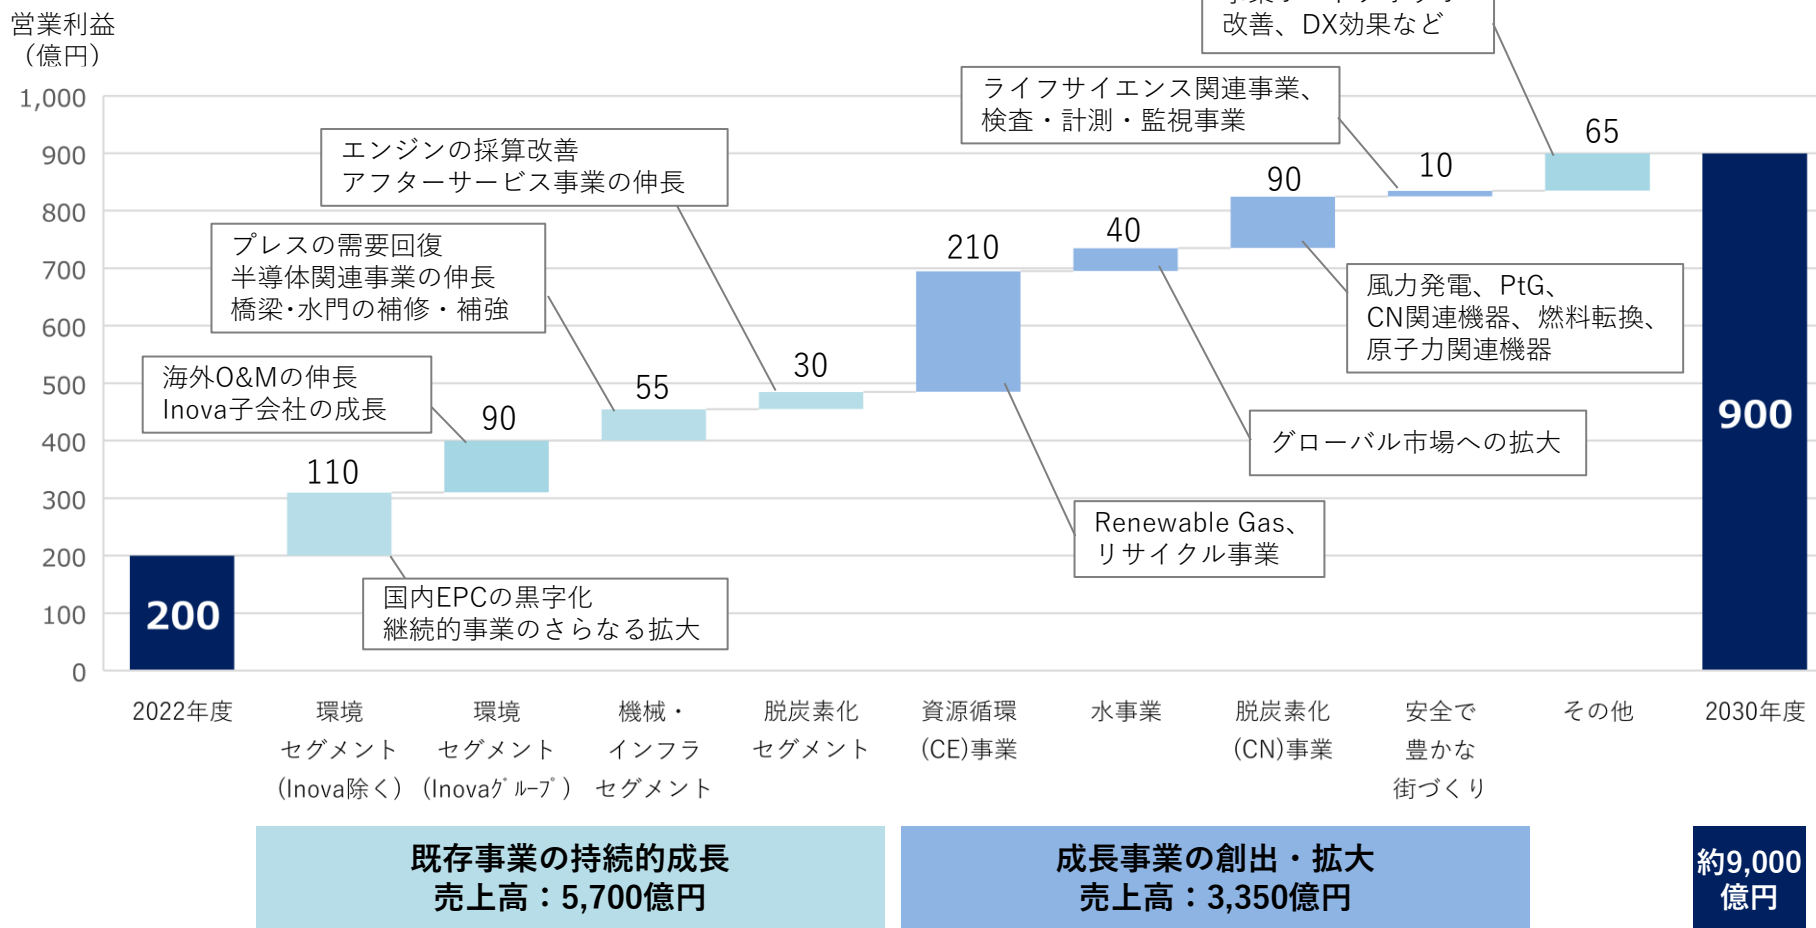 営業利益
（億円）
改善、DX効果など
ライフサイエンス関連事業、
検査・計測・監視事業
エンジンの採算改善
アフターサービス事業の伸長
プレスの需要回復
半導体関連事業の伸長
橋梁・水門の補修・補強
海外O&Mの伸長
Inova子会社の成長
国内EPCの黒字化
継続的事業のさらなる拡大
風力発電、PtG、
CN関連機器、燃料転換、
原子力関連機器
グローバル市場への拡大
Renewable Gas、
リサイクル事業
1,000
900
800
700
600
500
400
300
200
100
0
200
110
90
55
30
210
40
90
10
65
900
2022年度
環境
セグメント
(Inova除く)
環境
セグメント
(Inovaｸﾞﾙｰﾌﾟ)
機械・
インフラ
セグメント
脱炭素化
セグメント
資源循環
(CE)事業
水事業
脱炭素化
(CN)事業
安全で
豊かな
街づくり
その他
2030年度
既存事業の持続的成長
売上高：5,700億円
成長事業の創出・拡大
売上高：3,350億円
約9,000
億円